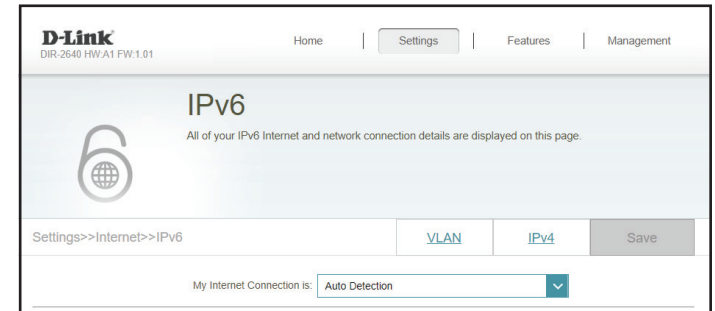 D-Link
DIR-2640 HW:A1 FW:1.01
Home | Settings | Features | Management
IPv6
All of your IPv6 Internet and network connection details are displayed on this page.
Settings>>Internet>>IPv6 VLAN IPv4 Save
My Internet Connection is: Auto Detection